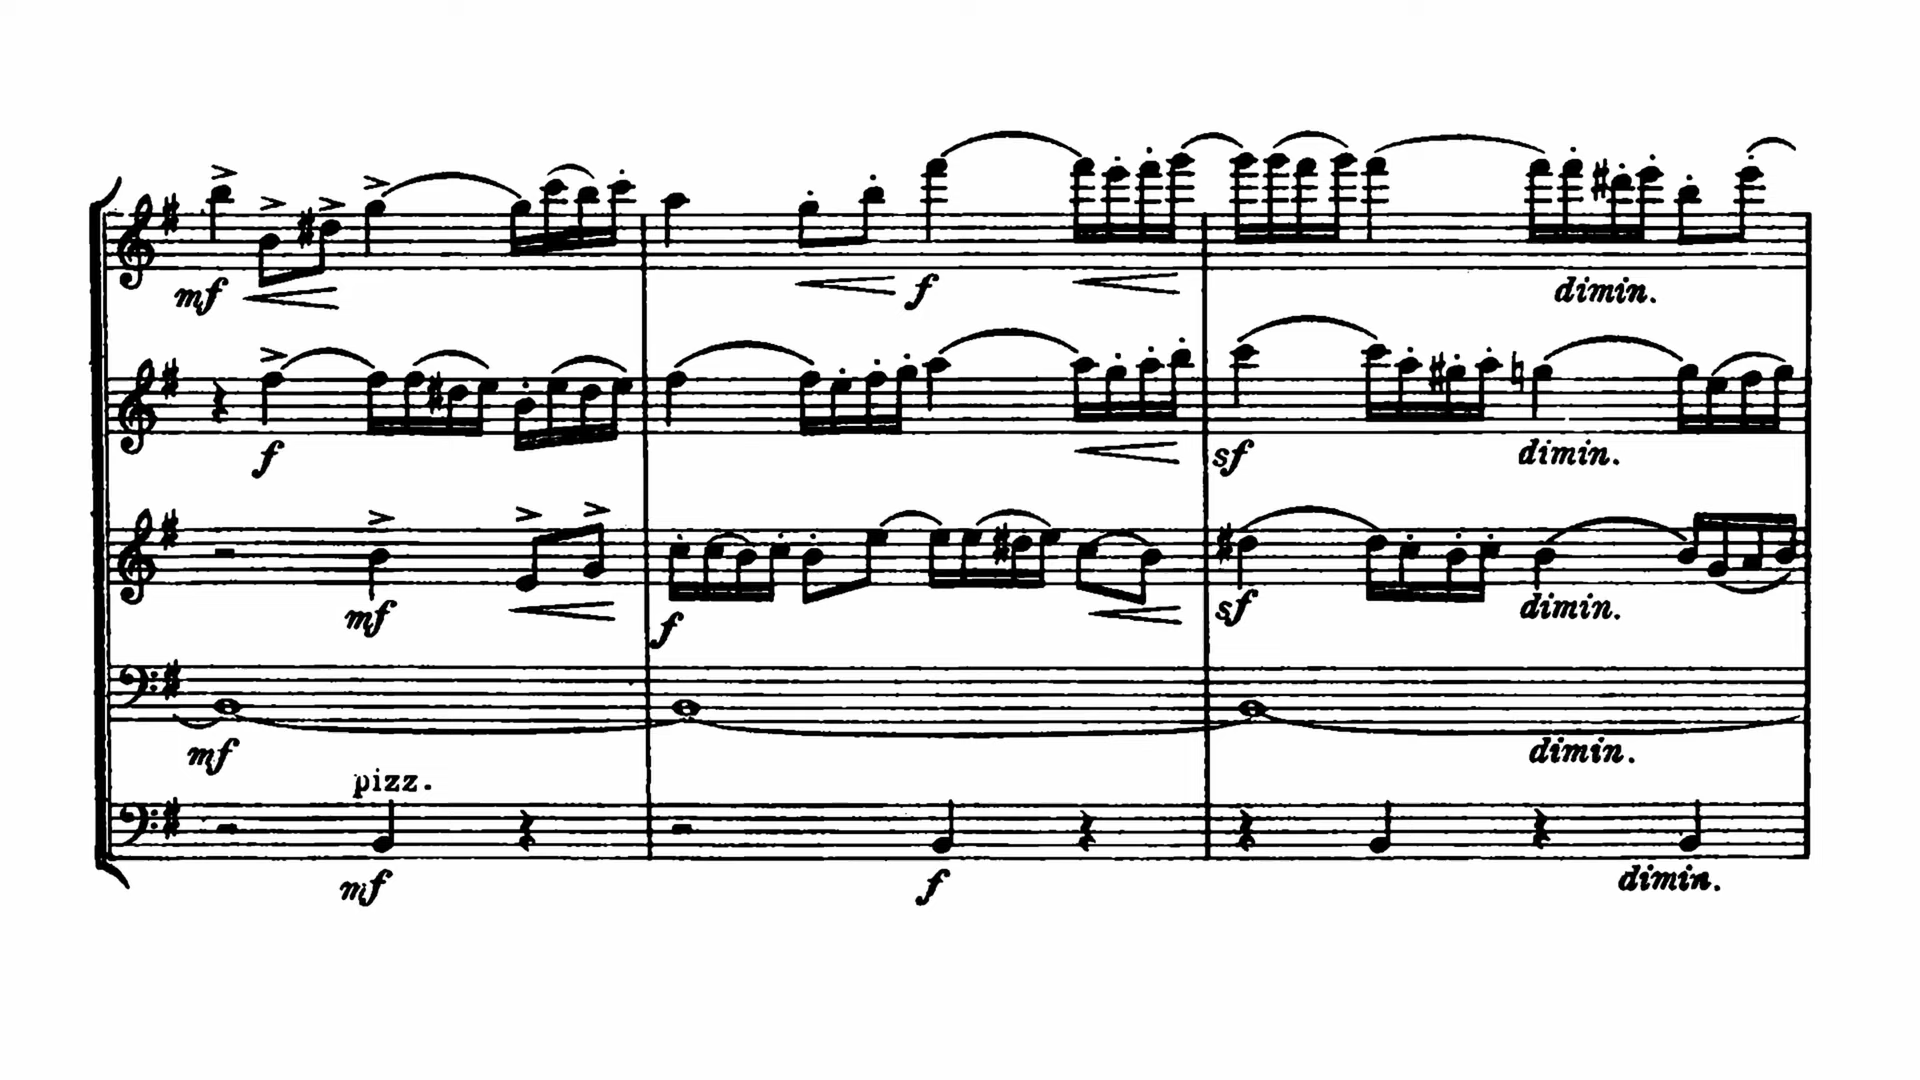 mf f dimin.
f sf dimin.
mf f sf dimin.
mf dimin.
pizz.
mf f dimin.